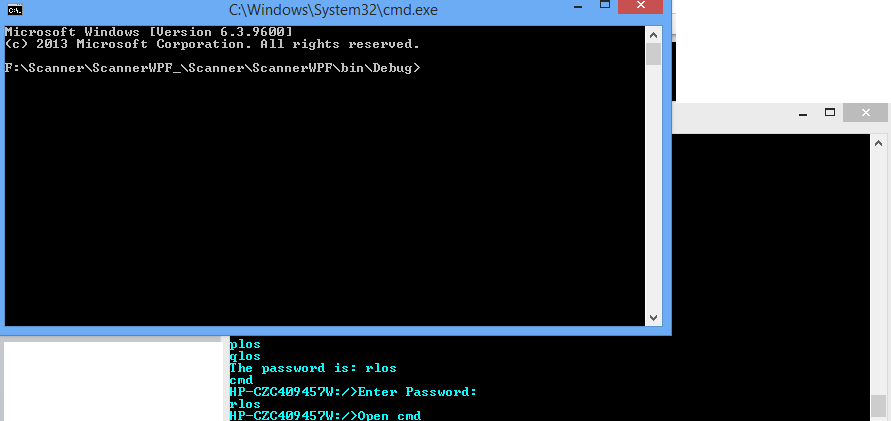 C:\Windows\System32\cmd.exe
Microsoft Windows [Version 6.3.9600]
(c) 2013 Microsoft Corporation. All rights reserved.
F:\Scanner\ScannerWPF_\Scanner\ScannerWPF\bin\Debug>
plos
qlos
The password is: rlos
cmd
HP-CZC409457W:/>Enter Password:
rlos
HP-CZC409457W:/>Open cmd